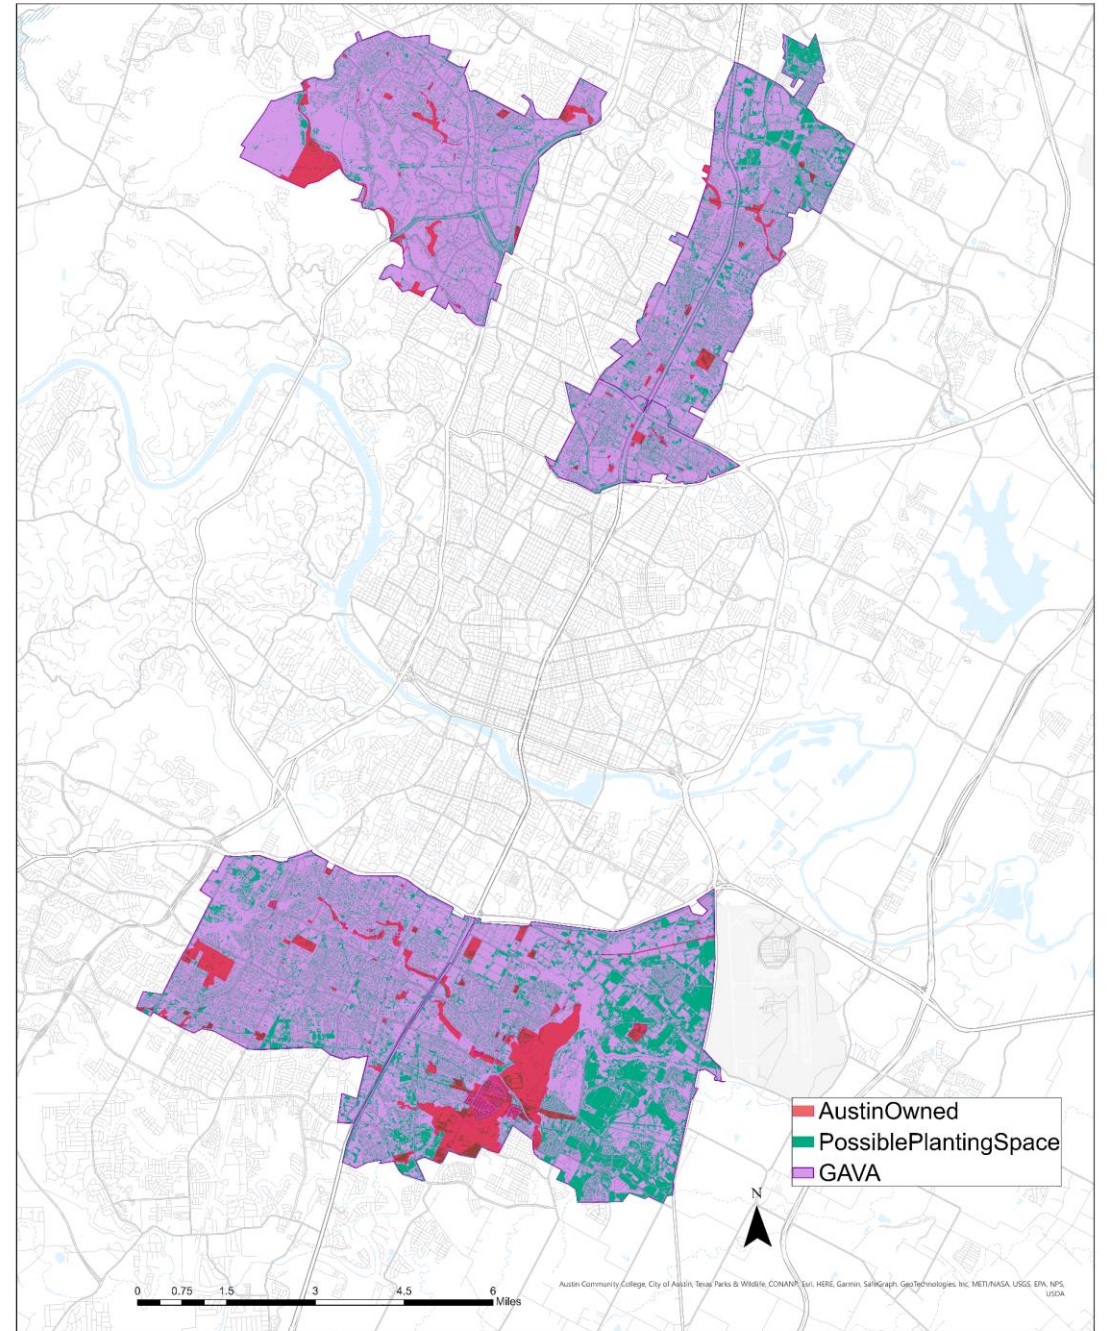 AustinOwned
PossiblePlantingSpace
GAVA
N
0 0.75 1.5 3 4.5 6
Miles
Austin Community College, City of Austin, Texas Parks & Wildlife, CONANP, Esri, HERE, Garmin, SafeGraph, GeoTechnologies, Inc, METI/NASA, USGS, EPA, NPS,
USDA